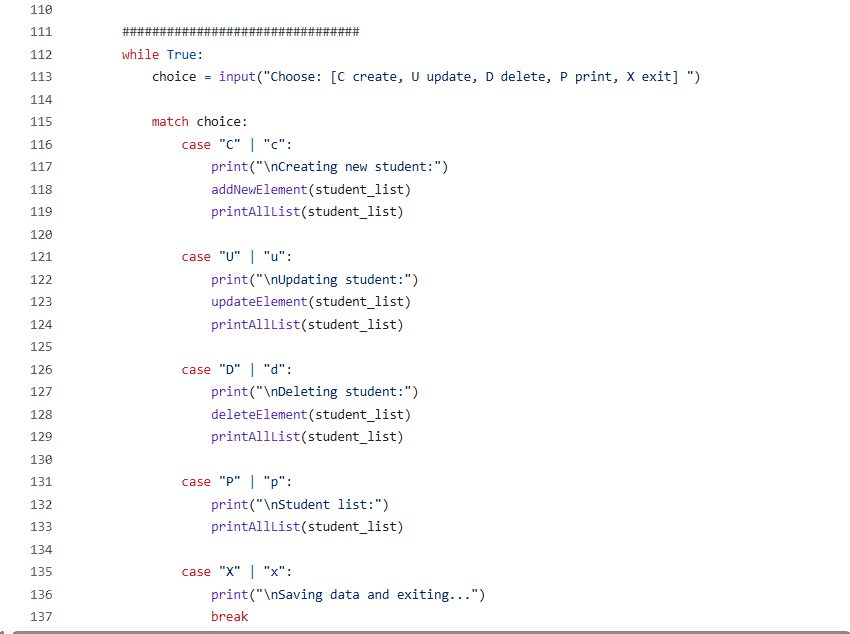 110
111 ################################
112 while True:
113     choice = input("Choose: [C create, U update, D delete, P print, X exit] ")
114
115     match choice:
116         case "C" | "c":
117             print("\nCreating new student:")
118             addNewElement(student_list)
119             printAllList(student_list)
120
121         case "U" | "u":
122             print("\nUpdating student:")
123             updateElement(student_list)
124             printAllList(student_list)
125
126         case "D" | "d":
127             print("\nDeleting student:")
128             deleteElement(student_list)
129             printAllList(student_list)
130
131         case "P" | "p":
132             print("\nStudent list:")
133             printAllList(student_list)
134
135         case "X" | "x":
136             print("\nSaving data and exiting...")
137             break